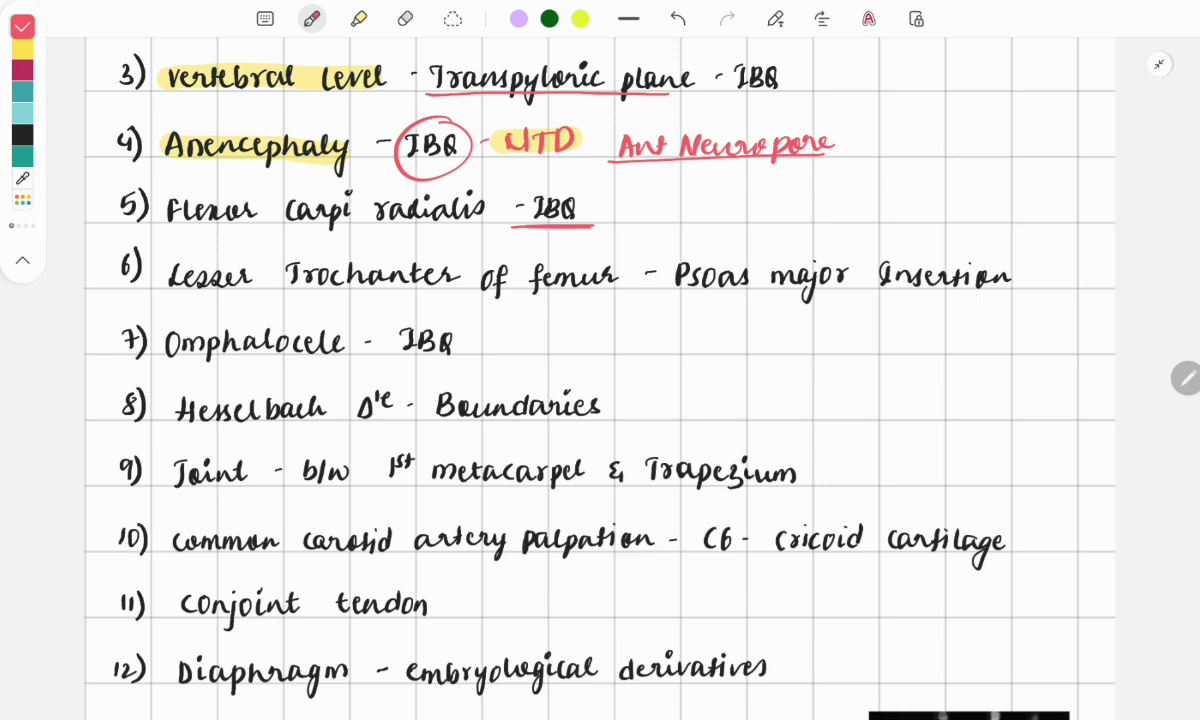 3) Vertebral level - Transpyloric plane - IBQ
4) Anencephaly - IBQ - NTD Ant Neuropore
5) Flexor carpi radialis - IBQ
6) Lesser Trochanter of femur - Psoas major insertion
7) Omphalocele - IBQ
8) Hesselbach Δ'le - Boundaries
9) Joint - b/w 1st metacarpel & Trapezium
10) Common carotid artery palpation - C6 - cricoid cartilage
11) Conjoint tendon
12) Diaphragm - embryological derivatives